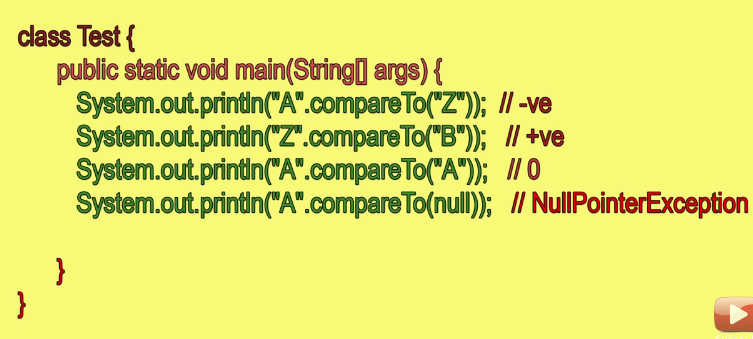 class Test {
public static void main(String[] args) {
System.out.println("A".compareTo("Z")); // -ve
System.out.println("Z".compareTo("B")); // +ve
System.out.println("A".compareTo("A")); // 0
System.out.println("A".compareTo(null)); // NullPointerException
}
}